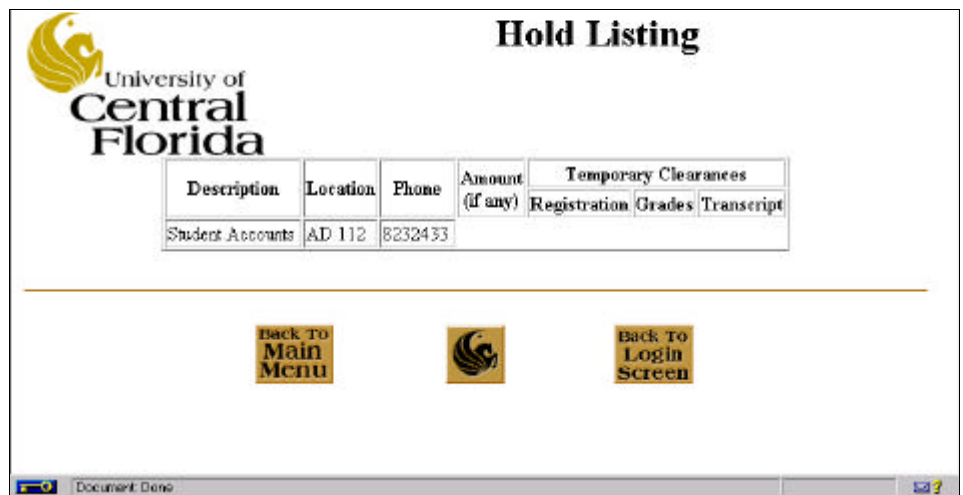 Hold Listing
University of
Central
Florida
Description Location Phone Amount (if any) Temporary Clearances
Registration Grades Transcript
Student Accounts AD 112 8232433
Back To
Main
Menu
Back To
Login
Screen
Document: Done